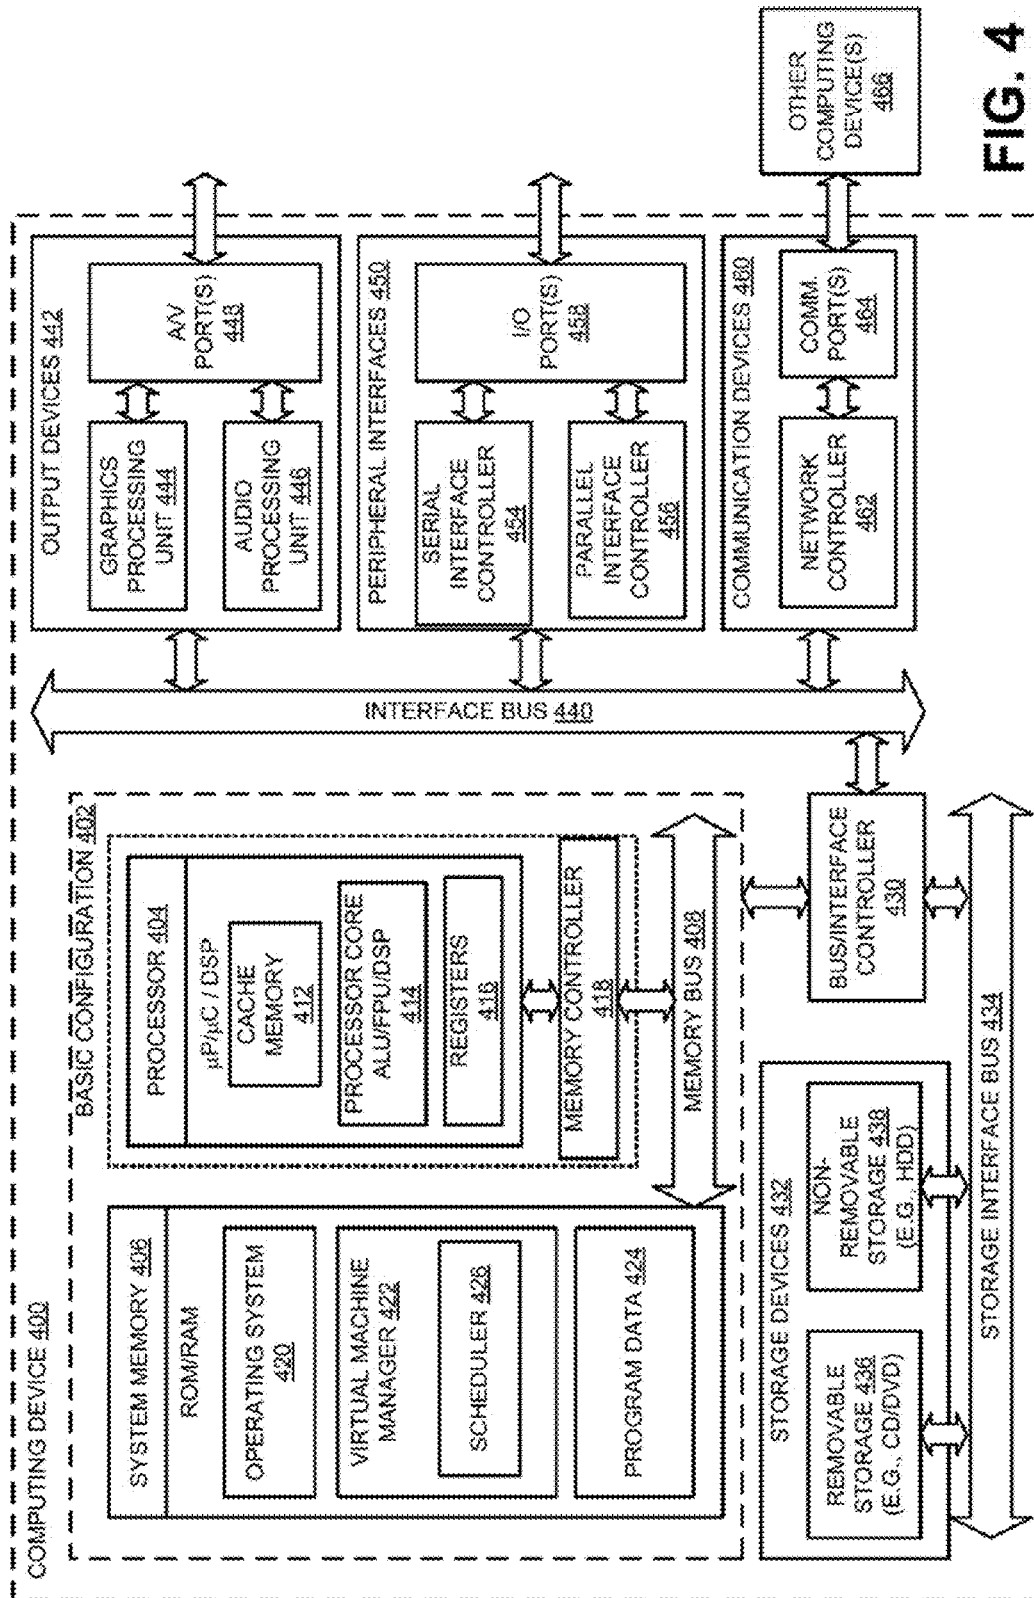 COMPUTING DEVICE 400
BASIC CONFIGURATION 402
SYSTEM MEMORY 406
ROM/RAM
OPERATING SYSTEM
420
VIRTUAL MACHINE
MANAGER 422
SCHEDULER 426
PROGRAM DATA 424
PROCESSOR 404
µP/µC / DSP
CACHE
MEMORY
412
PROCESSOR CORE
ALU/FPU/DSP
414
REGISTERS
416
MEMORY CONTROLLER
418
MEMORY BUS 408
STORAGE DEVICES 432
REMOVABLE
STORAGE 436
(E.G., CD/DVD)
NON-
REMOVABLE
STORAGE 438
(E.G., HDD)
BUS/INTERFACE
CONTROLLER
430
STORAGE INTERFACE BUS 434
INTERFACE BUS 440
OUTPUT DEVICES 442
GRAPHICS
PROCESSING
UNIT 444
AUDIO
PROCESSING
UNIT 446
A/V
PORT(S)
448
PERIPHERAL INTERFACES 450
SERIAL
INTERFACE
CONTROLLER
454
PARALLEL
INTERFACE
CONTROLLER
456
I/O
PORT(S)
458
COMMUNICATION DEVICES 460
NETWORK
CONTROLLER
462
COMM.
PORT(S)
464
OTHER
COMPUTING
DEVICE(S)
466
FIG. 4